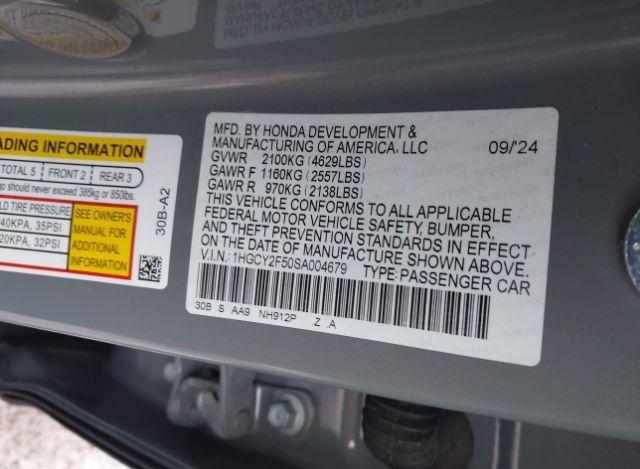 MFD. BY HONDA DEVELOPMENT &
MANUFACTURING OF AMERICA, LLC 09/'24
GVWR 2100KG (4629LBS)
GAWR F 1160KG (2557LBS)
GAWR R 970KG (2138LBS)
THIS VEHICLE CONFORMS TO ALL APPLICABLE
FEDERAL MOTOR VEHICLE SAFETY, BUMPER,
AND THEFT PREVENTION STANDARDS IN EFFECT
ON THE DATE OF MANUFACTURE SHOWN ABOVE.
V.I.N.: 1HGCY2F50SA004679 TYPE: PASSENGER CAR
30B S AA9 NH912P .Z .A
ADING INFORMATION
TOTAL 5 FRONT 2 REAR 3
go should never exceed 385kg or 850lbs.
LD TIRE PRESSURE
40KPA, 35PSI
20KPA, 32PSI
SEE OWNER'S
MANUAL FOR
ADDITIONAL
INFORMATION
30B-A2